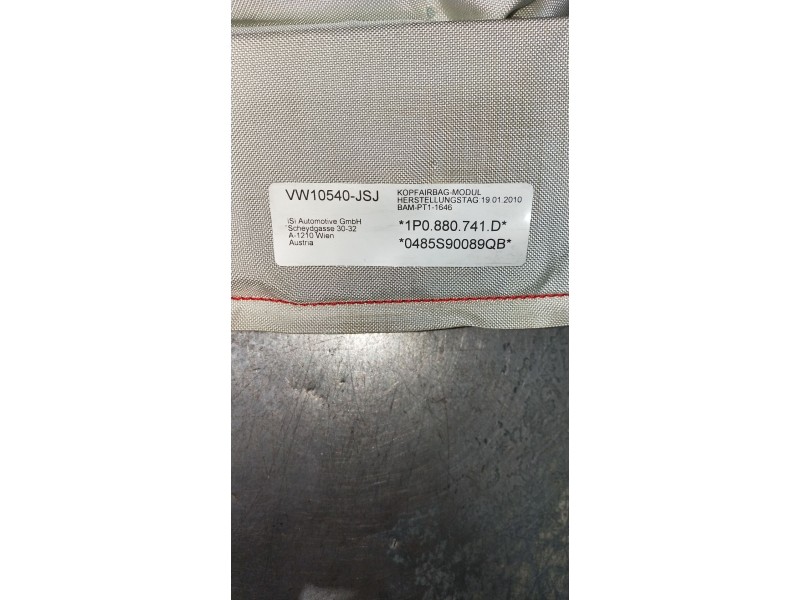 VW10540-JSJ
iSi Automotive GmbH
Scheydgasse 30-32
A-1210 Wien
Austria
KOPFAIRBAG-MODUL
HERSTELLUNGSTAG 19.01.2010
BAM-PT1-1646
*1P0.880.741.D*
*0485S90089QB*